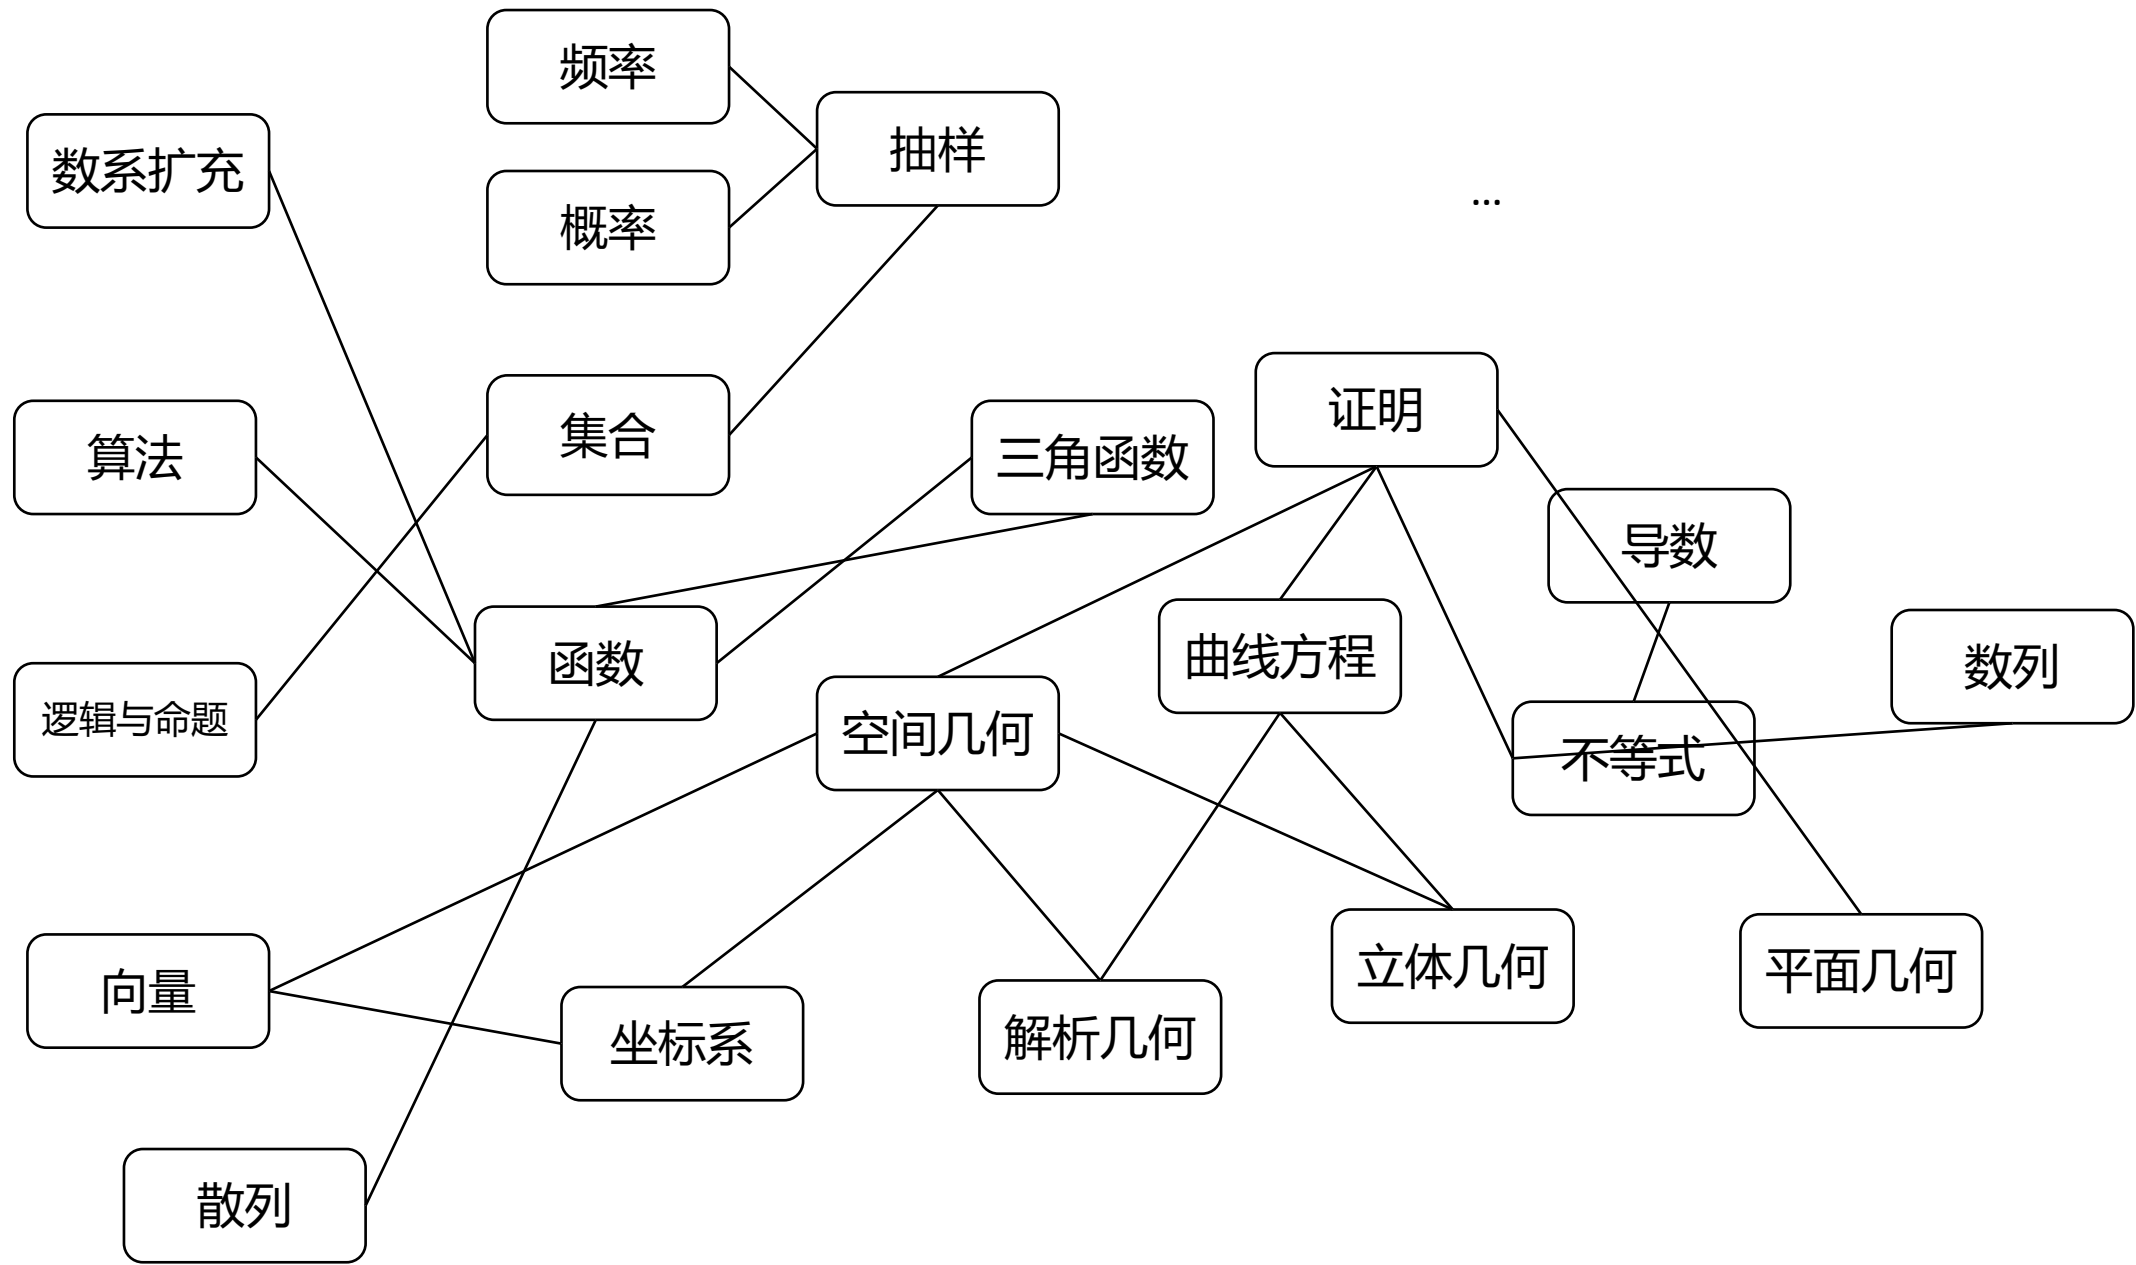 频率
抽样
数系扩充
概率
...
证明
算法
集合
三角函数
导数
函数
曲线方程
数列
逻辑与命题
空间几何
不等式
向量
坐标系
解析几何
立体几何
平面几何
散列